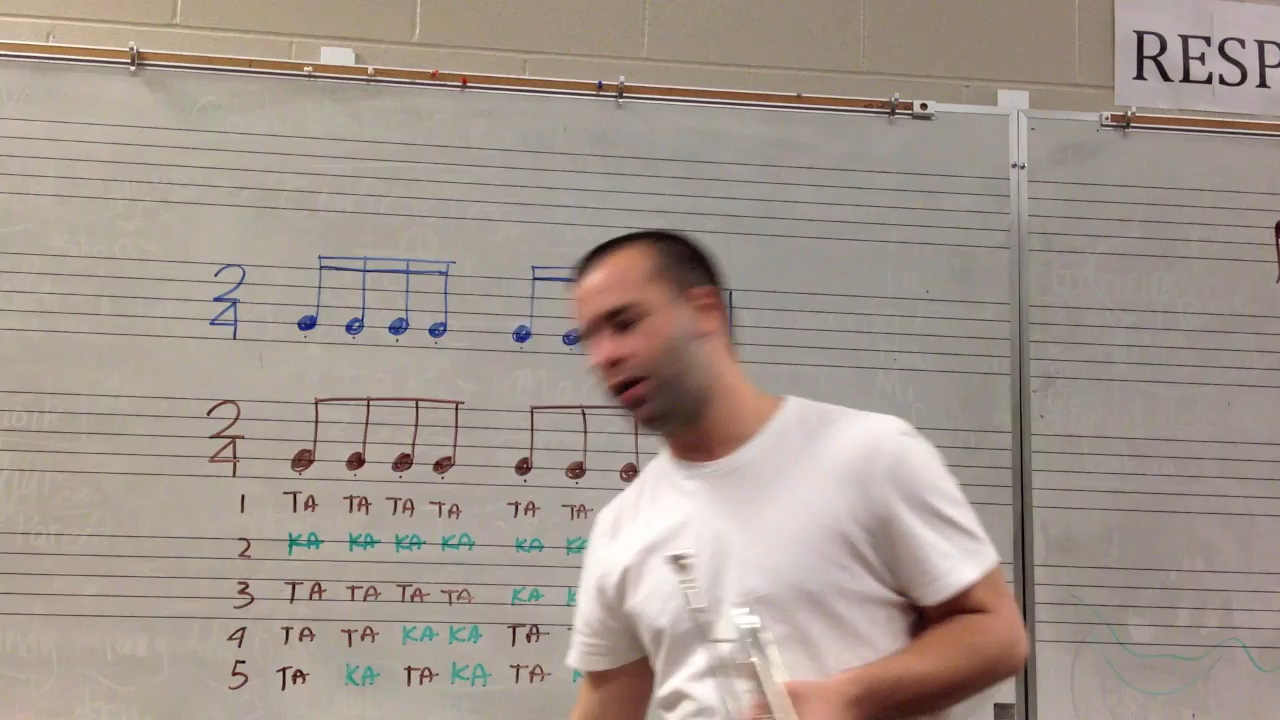 RESP
2
4
2
4
1 TA TA TA TA TA TA
2 KA KA KA KA KA
3 TA TA TA TA KA
4 TA TA KA KA TA
5 TA KA TA KA TA